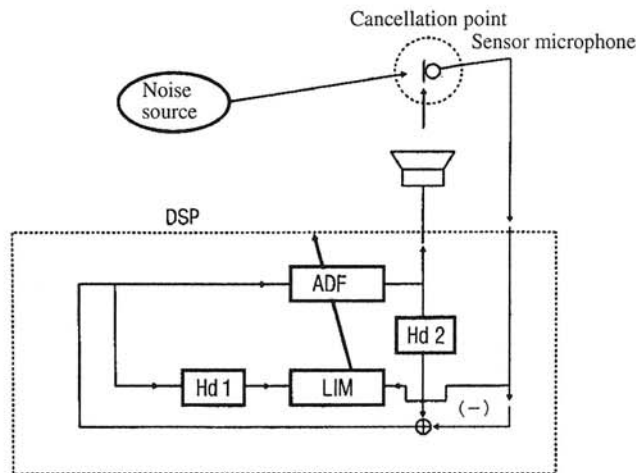 Cancellation point
Sensor microphone
Noise
source
DSP
ADF
Hd 2
Hd 1
LIM
(-)